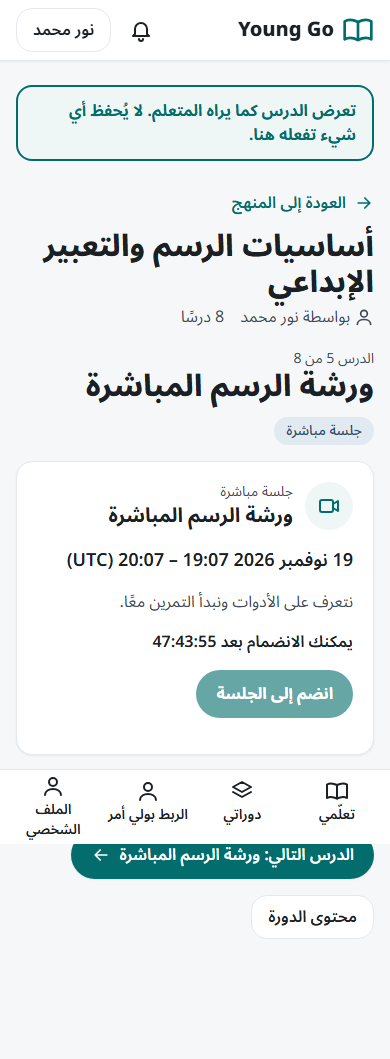 Young Go
نور محمد
تعرض الدرس كما يراه المتعلم. لا يُحفظ أي
شيء تفعله هنا.
العودة إلى المنهج
أساسيات الرسم والتعبير
الإبداعي
بواسطة نور محمد
8 درسًا
الدرس 5 من 8
ورشة الرسم المباشرة
جلسة مباشرة
جلسة مباشرة
ورشة الرسم المباشرة
19 نوفمبر 2026 19:07 – 20:07 (UTC)
نتعرف على الأدوات ونبدأ التمرين معًا.
يمكنك الانضمام بعد 47:43:55
انضم إلى الجلسة
تعلّمي
دوراتي
الربط بولي أمر
الملف
الشخصي
الدرس التالي: ورشة الرسم المباشرة
محتوى الدورة